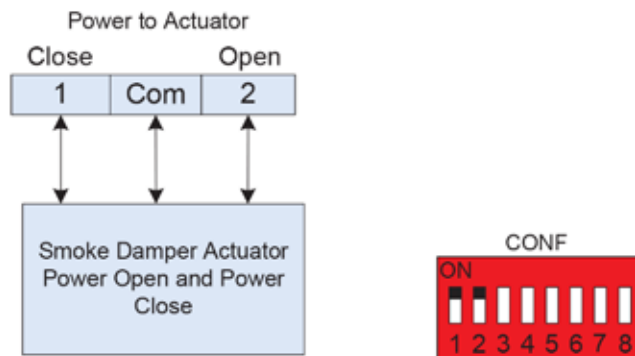 Power to Actuator
Close Open
1 Com 2
Smoke Damper Actuator
Power Open and Power
Close
CONF
ON
1 2 3 4 5 6 7 8